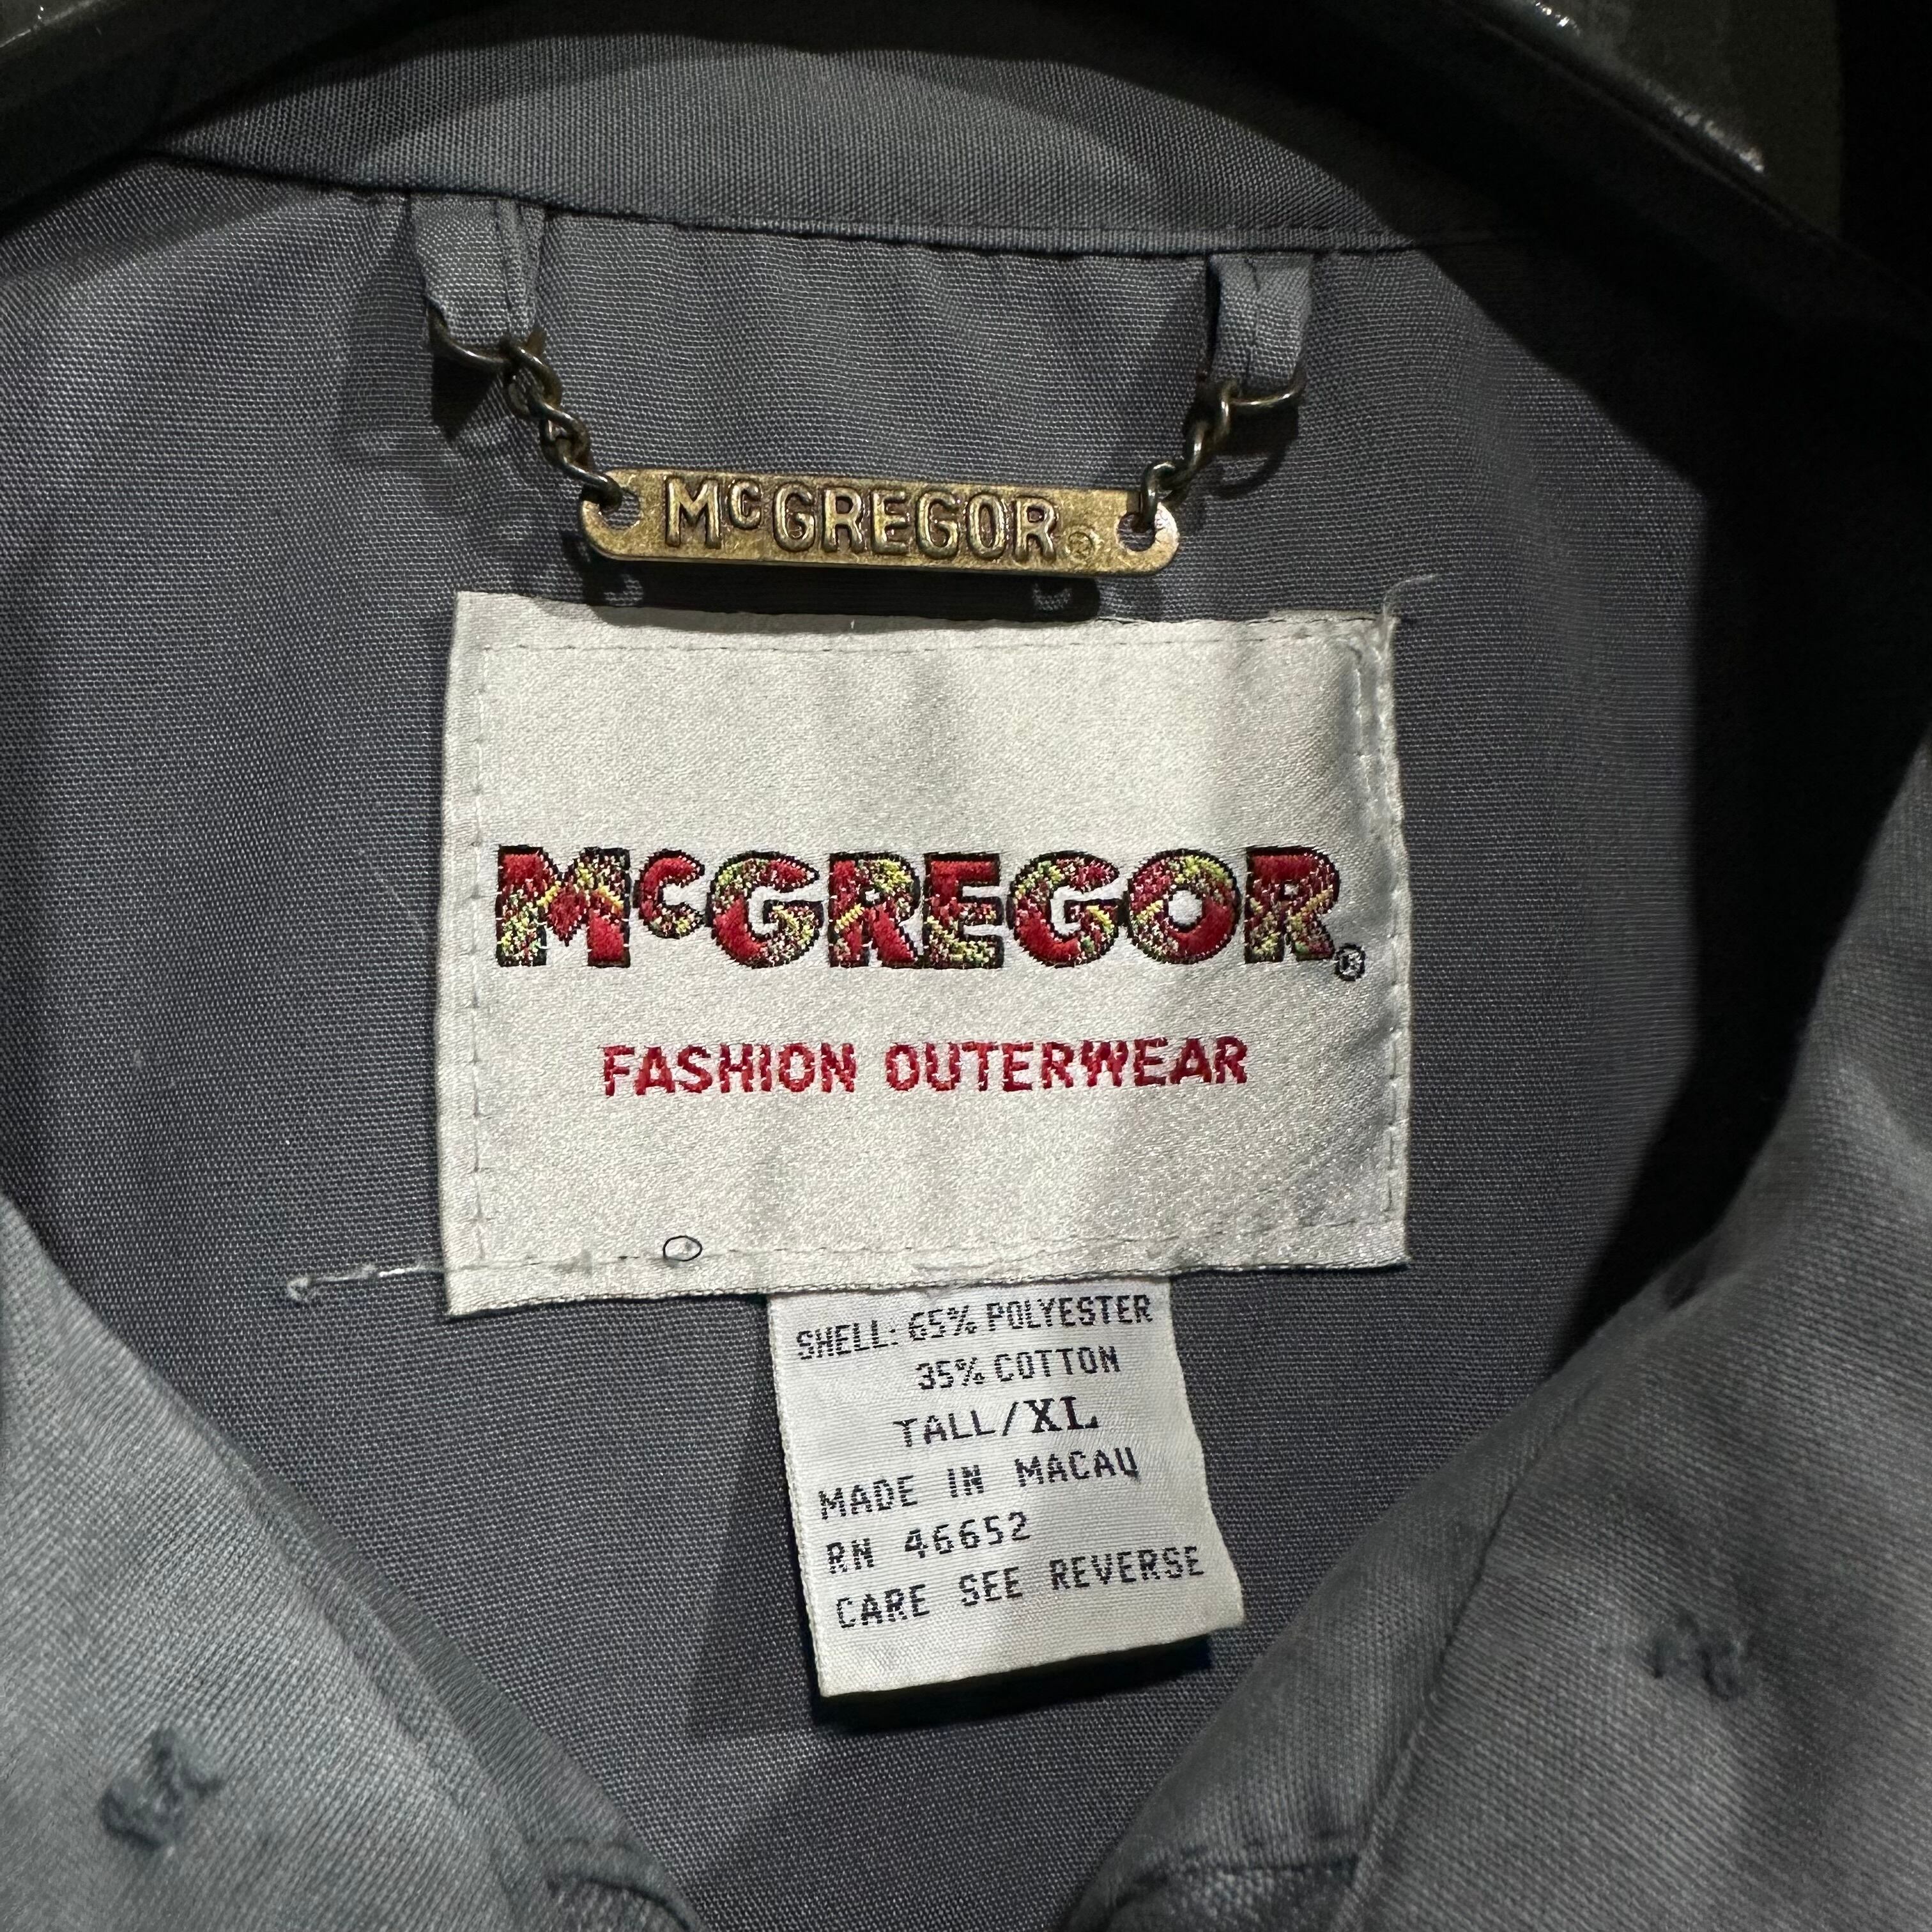 McGREGOR®
McGREGOR®
FASHION OUTERWEAR
SHELL: 65% POLYESTER
35% COTTON
TALL/XL
MADE IN MACAU
RN 46652
CARE SEE REVERSE